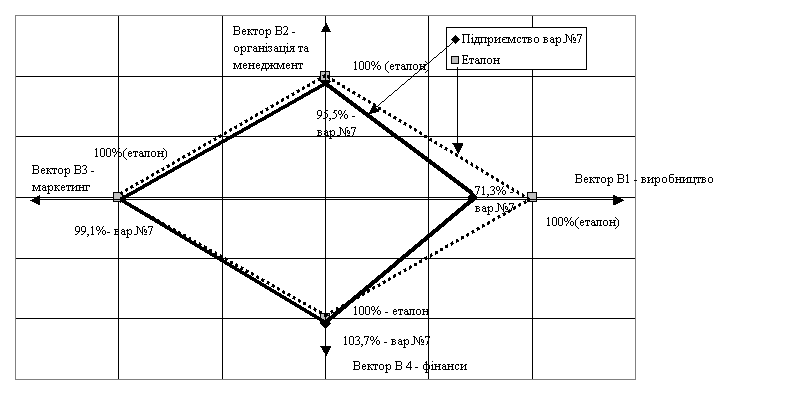 Вектор В2 -
організація та
менеджмент
Підприємство вар.№7
Еталон
100% (еталон)
95,5% -
вар.№7
100%(еталон)
Вектор В3 -
маркетинг
71,3% -
вар.№7
Вектор В1 - виробництво
100%(еталон)
99,1%- вар.№7
100% - еталон
103,7% - вар.№7
Вектор В 4 - фінанси